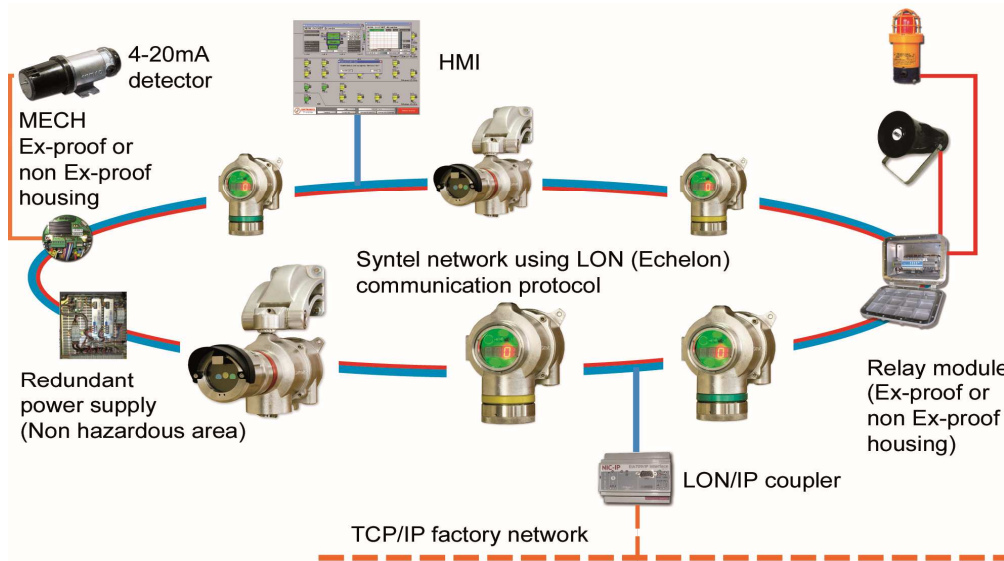 4-20mA
detector
HMI
MECH
Ex-proof or
non Ex-proof
housing
Syntel network using LON (Echelon)
communication protocol
Redundant
power supply
(Non hazardous area)
Relay module
(Ex-proof or
non Ex-proof
housing)
MIC-IP
LON/IP coupler
TCP/IP factory network